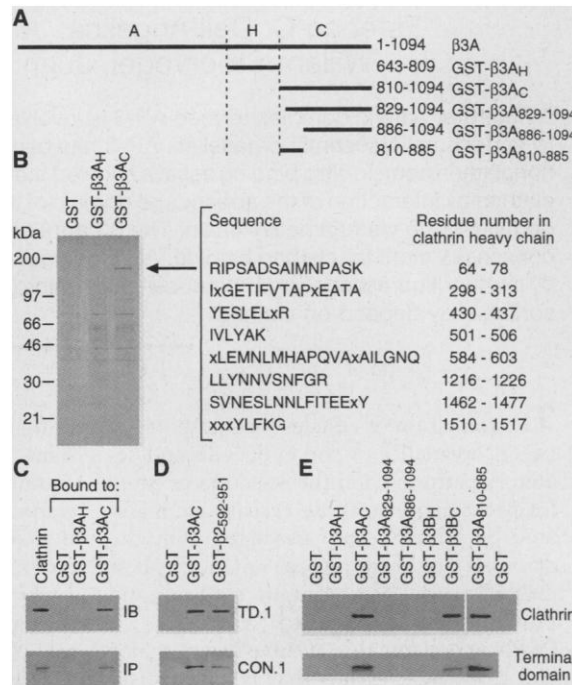 A
A H C
1-1094 β3A
643-809 GST-β3AH
810-1094 GST-β3AC
829-1094 GST-β3A829-1094
886-1094 GST-β3A886-1094
810-885 GST-β3A810-885
B
GST
GST-β3AH
GST-β3AC
kDa
200
97
66
46
30
21
Sequence Residue number in clathrin heavy chain
RIPSADSAIMNPASK 64 - 78
IxGETIFVTAPxEATA 298 - 313
YESLELxR 430 - 437
IVLYAK 501 - 506
xLEMNLMHAPQVAxAILGNQ 584 - 603
LLYNNVSNFGR 1216 - 1226
SVNESLNNLFITEExY 1462 - 1477
xxxYLFKG 1510 - 1517
C
Bound to:
Clathrin
GST
GST-β3AH
GST-β3AC
IB
IP
D
GST
GST-β3AC
GST-β2592-951
TD.1
CON.1
E
GST
GST-β3AH
GST-β3AC
GST-β3A829-1094
GST-β3A886-1094
GST-β3BH
GST-β3BC
GST-β3A810-885
GST
Clathrin
Terminal
domain